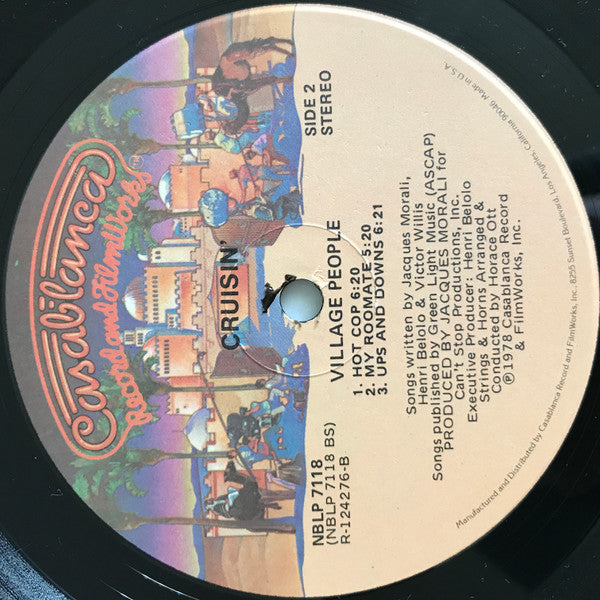 Casablanca
Record and FilmWorks™
CRUISIN'
VILLAGE PEOPLE
SIDE 2
STEREO
NBLP 7118
(NBLP 7118 BS)
R-124276-B
1. HOT COP 6:20
2. MY ROOMATE 5:20
3. UPS AND DOWNS 6:21
Songs written by Jacques Morali,
Henri Belolo & Victor Willis
Songs published by Green Light Music (ASCAP)
PRODUCED BY JACQUES MORALI for
Can't Stop Productions, Inc.
Executive Producer: Henri Belolo
Strings & Horns Arranged &
Conducted by Horace Ott
℗1978 Casablanca Record
& FilmWorks, Inc.
Manufactured and Distributed by Casablanca Record and FilmWorks, Inc., 8255 Sunset Boulevard, Los Angeles, California 90046 Made in U.S.A.